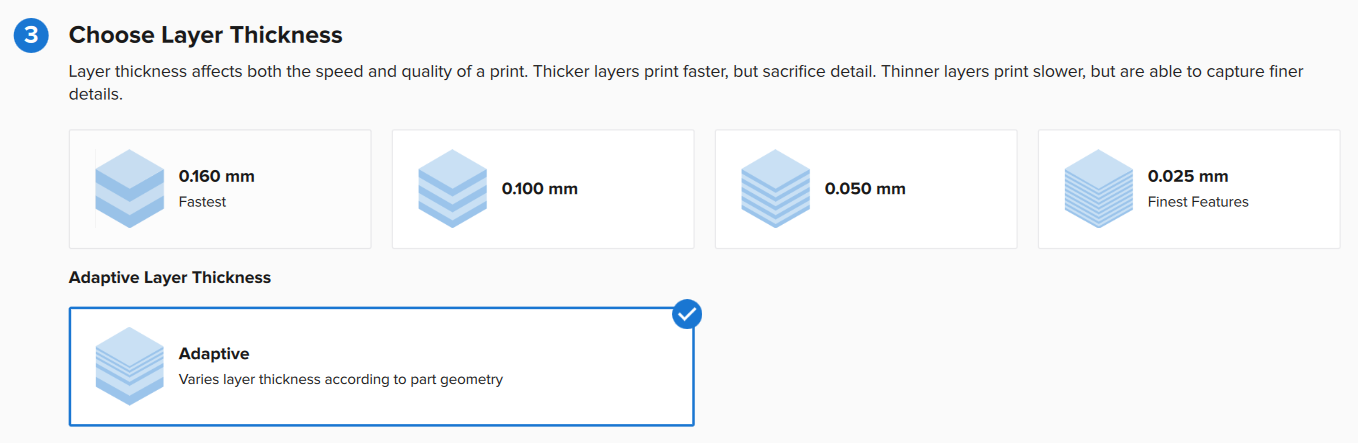 3 Choose Layer Thickness
Layer thickness affects both the speed and quality of a print. Thicker layers print faster, but sacrifice detail. Thinner layers print slower, but are able to capture finer
details.
0.160 mm
Fastest
0.100 mm
0.050 mm
0.025 mm
Finest Features
Adaptive Layer Thickness
Adaptive
Varies layer thickness according to part geometry